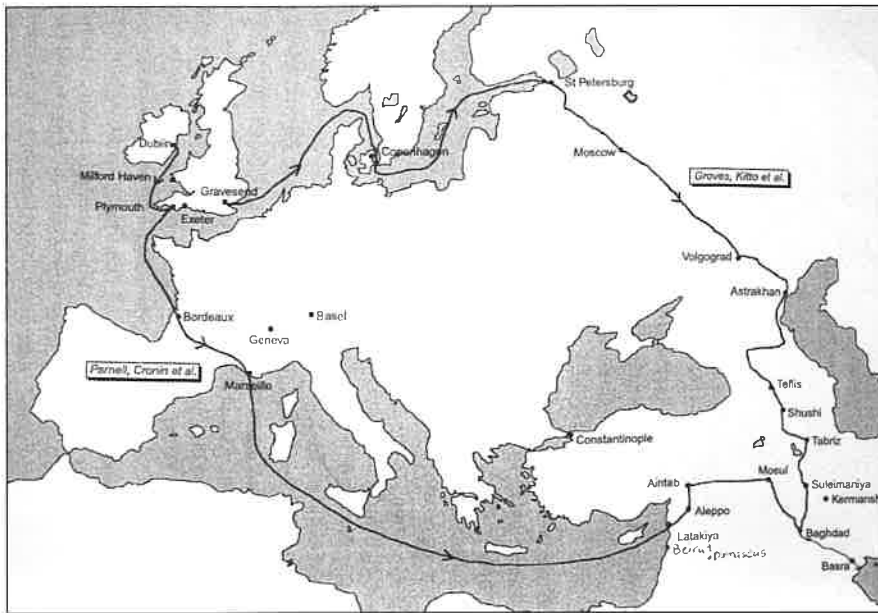 St Petersburg
Dublin
Copenhagen
Moscow
Milford Haven
Gravesend
Groves, Kitto et al.
Plymouth
Exeter
Volgograd
Astrakhan
Bordeaux
Basel
Geneva
Parnell, Cronin et al.
Marseille
Teflis
Shushi
Constantinople
Tabriz
Mosul
Aintab
Suleimaniya
Kermansh
Aleppo
Baghdad
Latakiya
Beirut
Damascus
Basra